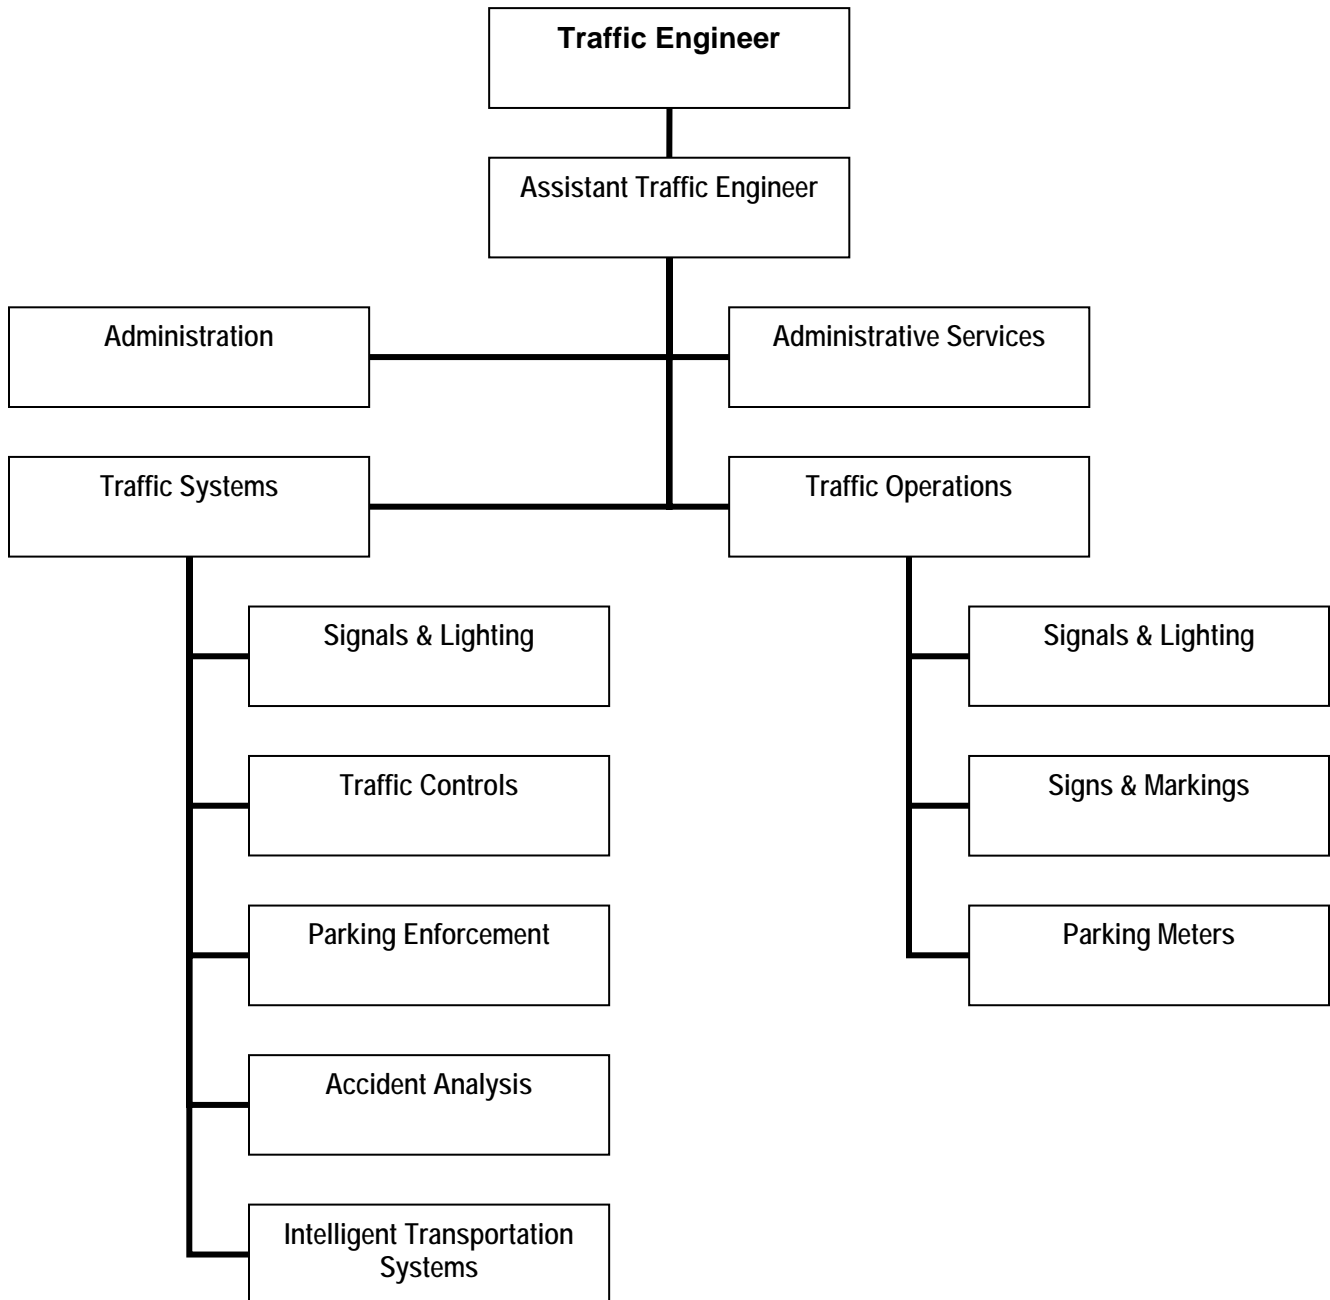 Traffic Engineer
Assistant Traffic Engineer
Administration
Administrative Services
Traffic Systems
Traffic Operations
Signals & Lighting
Signals & Lighting
Traffic Controls
Signs & Markings
Parking Enforcement
Parking Meters
Accident Analysis
Intelligent Transportation
Systems